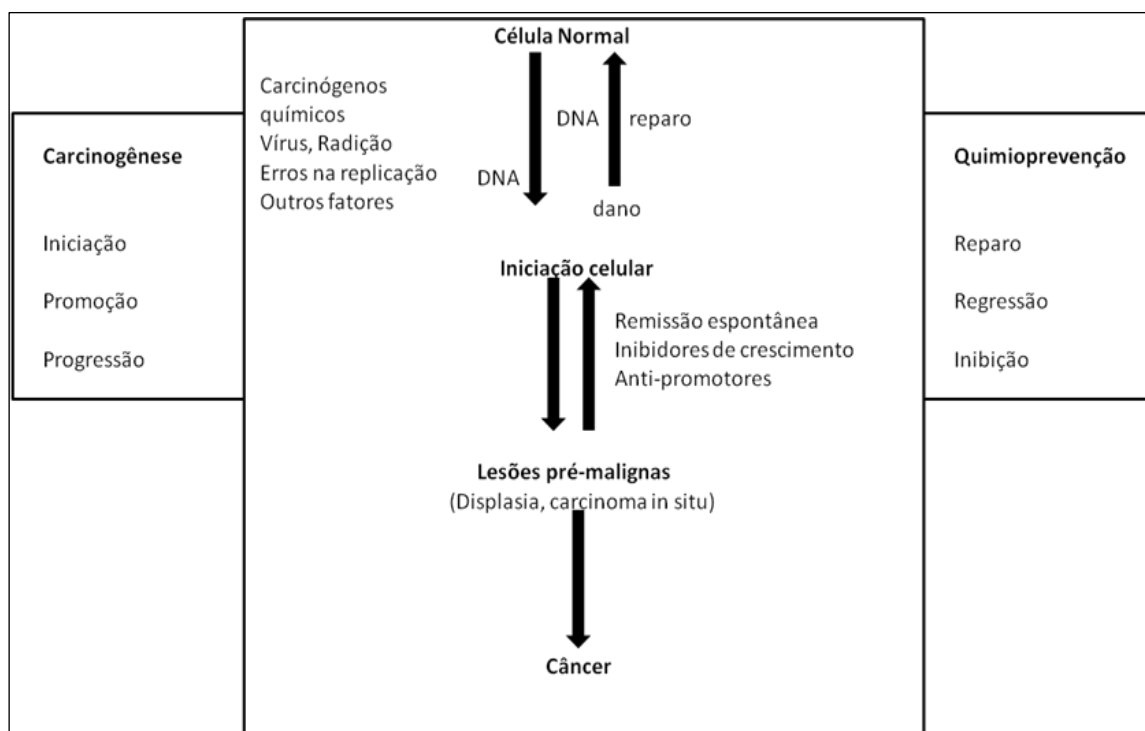 Célula Normal
Carcinógenos
químicos
Vírus, Radição
Erros na replicação
Outros fatores
DNA
DNA
reparo
dano
Carcinogênese
Iniciação
Promoção
Progressão
Quimioprevenção
Reparo
Regressão
Inibição
Iniciação celular
Remissão espontânea
Inibidores de crescimento
Anti-promotores
Lesões pré-malignas
(Displasia, carcinoma in situ)
Câncer